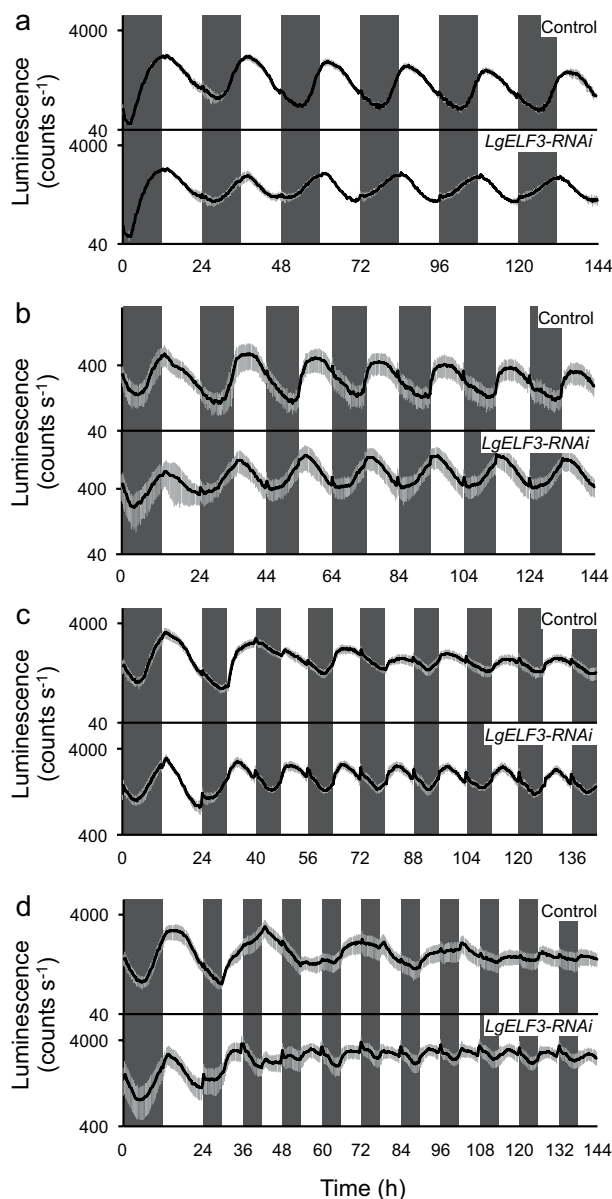 a
Luminescence
(counts s⁻¹)
4000
Control
40
4000
LgELF3-RNAi
40
0 24 48 72 96 120 144
b
Luminescence
(counts s⁻¹)
400
Control
40
LgELF3-RNAi
400
40
0 24 44 64 84 104 124 144
c
Luminescence
(counts s⁻¹)
4000
Control
40
4000
LgELF3-RNAi
400
0 24 40 56 72 88 104 120 136
d
Luminescence
(counts s⁻¹)
4000
Control
40
4000
LgELF3-RNAi
400
0 24 36 48 60 72 84 96 108 120 132 144
Time (h)